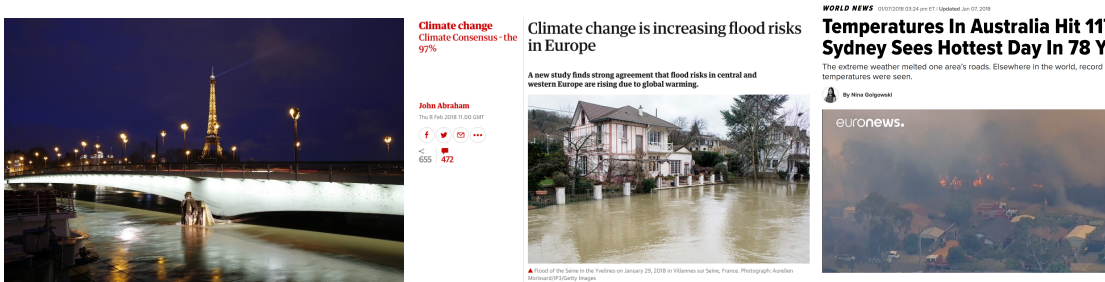 Climate change
Climate Consensus - the
97%
John Abraham
Thu 8 Feb 2018 11.00 GMT
655
472
Climate change is increasing flood risks
in Europe
A new study finds strong agreement that flood risks in central and
western Europe are rising due to global warming.
Flood of the Seine in the Yvelines on January 29, 2018 in Villennes sur Seine, France. Photograph: Aurelien
Morissard/IP3/Getty Images
WORLD NEWS 01/07/2018 03:24 pm ET | Updated Jan 07, 2018
Temperatures In Australia Hit 11
Sydney Sees Hottest Day In 78 Y
The extreme weather melted one area's roads. Elsewhere in the world, record
temperatures were seen.
By Nina Golgowski
euronews.